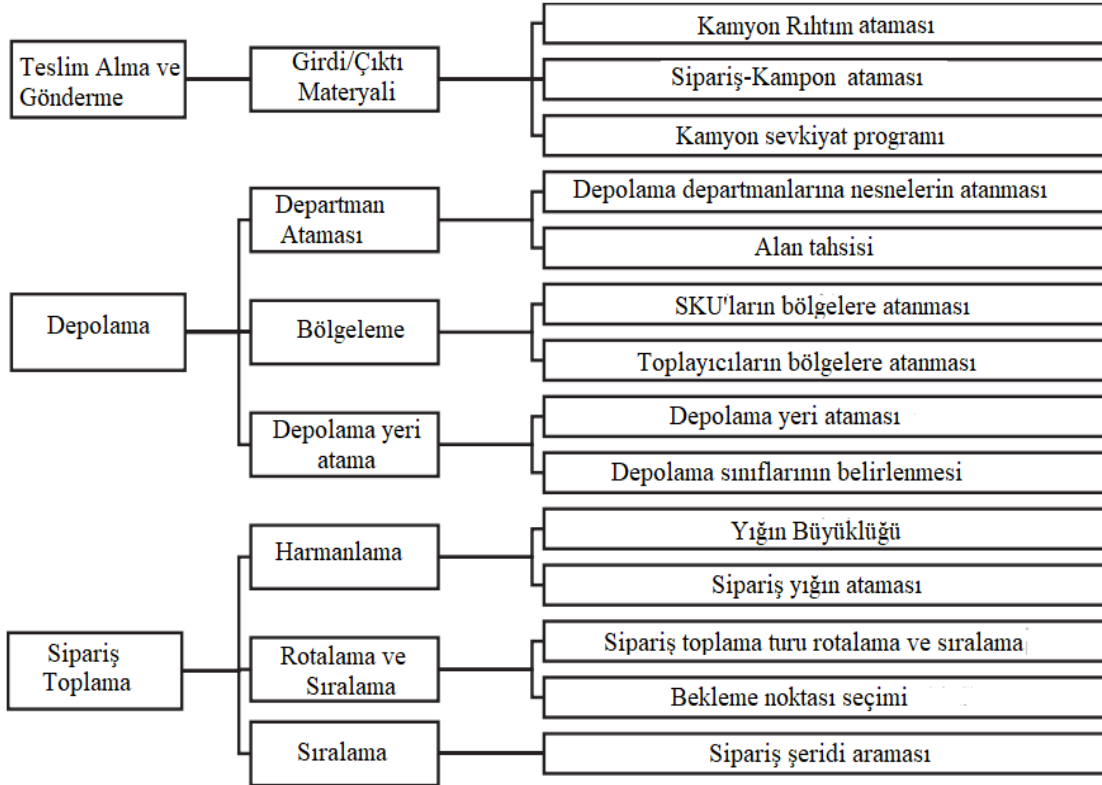 Teslim Alma ve
Gönderme
Girdi/Çıktı
Materyali
Kamyon Rıhtım ataması
Sipariş-Kampon ataması
Kamyon sevkiyat programı
Depolama
Departman
Ataması
Depolama departmanlarına nesnelerin atanması
Alan tahsisi
Bölgeleme
SKU'ların bölgelere atanması
Toplayıcıların bölgelere atanması
Depolama yeri
atama
Depolama yeri ataması
Depolama sınıflarının belirlenmesi
Sipariş
Toplama
Harmanlama
Yığın Büyüklüğü
Sipariş yığın ataması
Rotalama ve
Sıralama
Sipariş toplama turu rotalama ve sıralama
Bekleme noktası seçimi
Sıralama
Sipariş şeridi araması